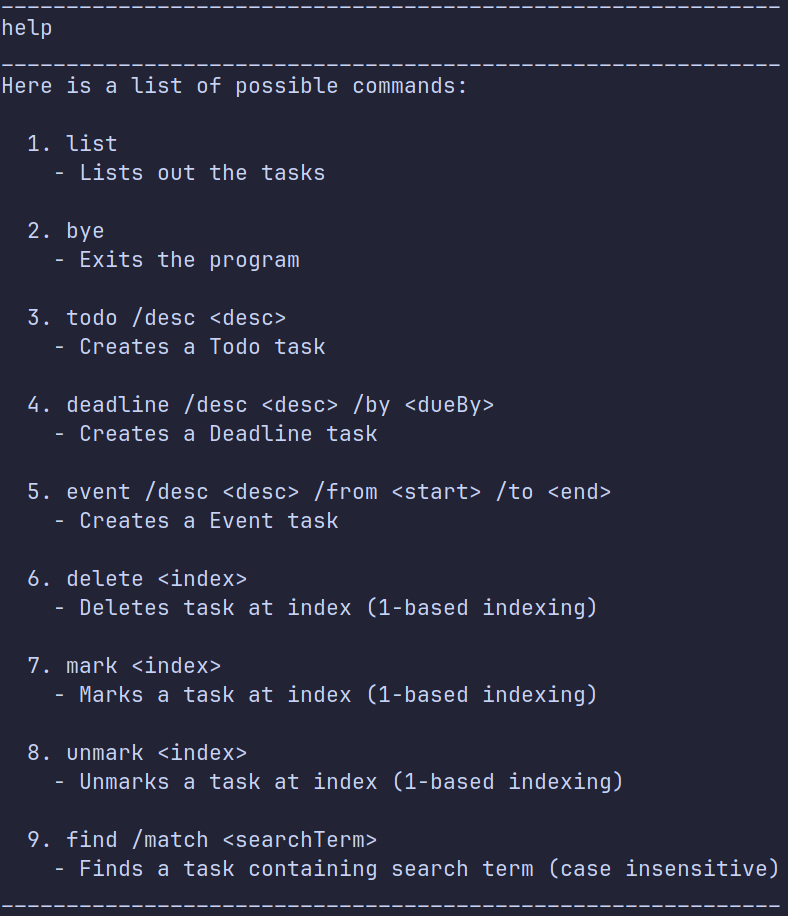 ____________________________________________________________
help
____________________________________________________________
Here is a list of possible commands:
1. list
- Lists out the tasks
2. bye
- Exits the program
3. todo /desc <desc>
- Creates a Todo task
4. deadline /desc <desc> /by <dueBy>
- Creates a Deadline task
5. event /desc <desc> /from <start> /to <end>
- Creates a Event task
6. delete <index>
- Deletes task at index (1-based indexing)
7. mark <index>
- Marks a task at index (1-based indexing)
8. unmark <index>
- Unmarks a task at index (1-based indexing)
9. find /match <searchTerm>
- Finds a task containing search term (case insensitive)
____________________________________________________________